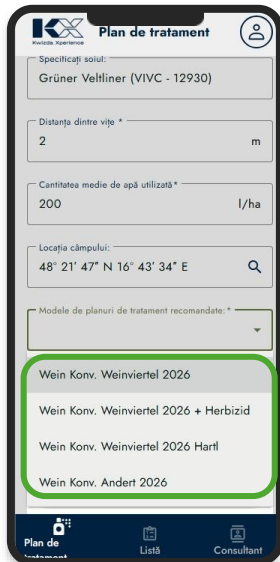 KX
Kwizda Xperience
Plan de tratament
Specificați soiul:
Grüner Veltliner (VIVC - 12930)
Distanța dintre vițe *
2 m
Cantitatea medie de apă utilizată *
200 l/ha
Locația câmpului:
48° 21' 47" N 16° 43' 34" E
Modele de planuri de tratament recomandate: *
Wein Konv. Weinviertel 2026
Wein Konv. Weinviertel 2026 + Herbizid
Wein Konv. Weinviertel 2026 Hartl
Wein Konv. Andert 2026
Plan de
tratament
Listă
Consultant